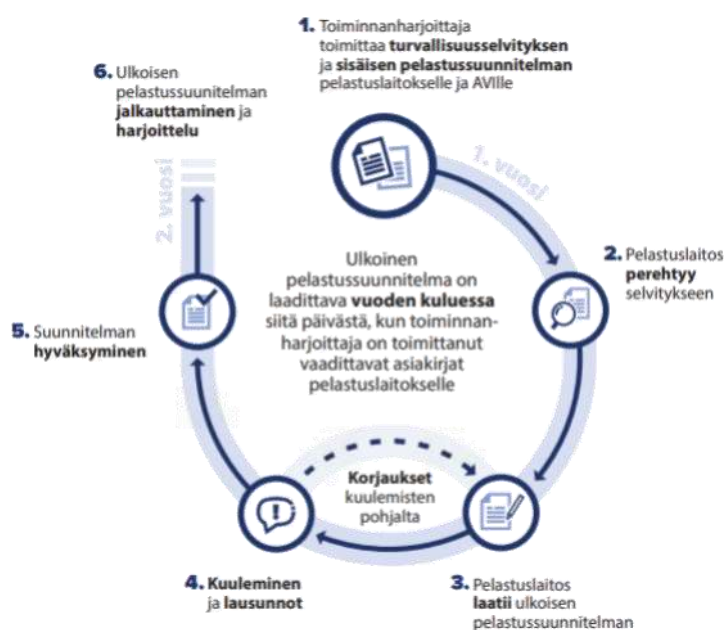 1. Toiminnanharjoittaja
toimittaa turvallisuusselvityksen
ja sisäisen pelastussuunnitelman
pelastuslaitokselle ja AVIlle
1. vuosi
2. Pelastuslaitos
perehtyy
selvitykseen
3. Pelastuslaitos
laatii ulkoisen
pelastussuunnitelman
4. Kuuleminen
ja lausunnot
Korjaukset
kuulemisten
pohjalta
5. Suunnitelman
hyväksyminen
6. Ulkoisen
pelastussuunitelman
jalkauttaminen ja
harjoittelu
2. vuosi
Ulkoinen
pelastussuunnitelma on
laadittava vuoden kuluessa
siitä päivästä, kun toiminnan-
harjoittaja on toimittanut
vaadittavat asiakirjat
pelastuslaitokselle